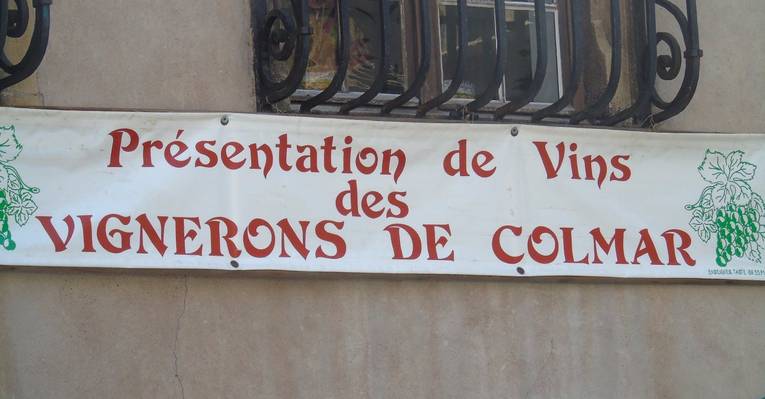 Présentation de Vins
des
VIGNERONS DE COLMAR